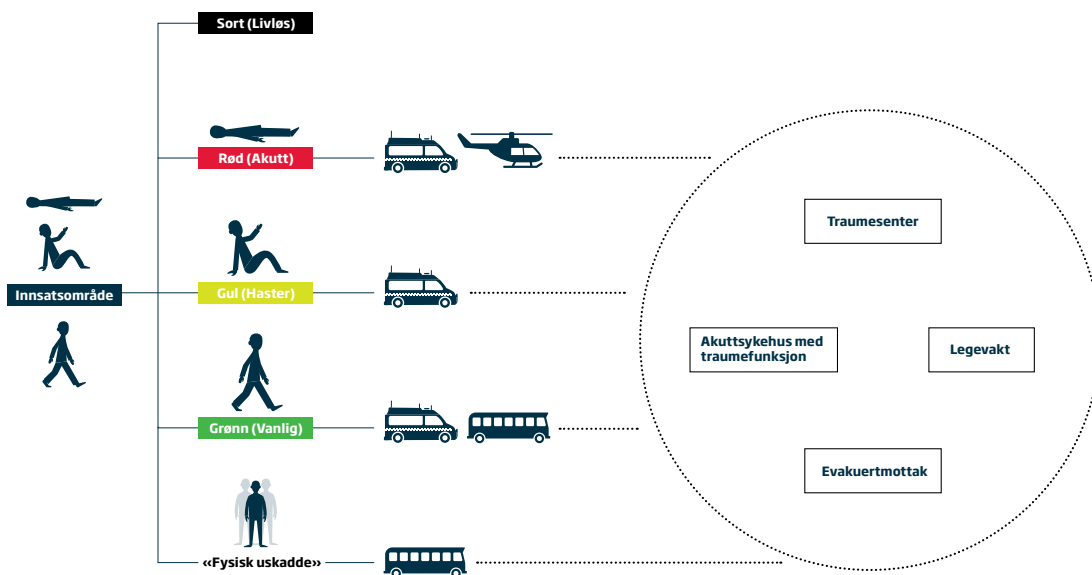 Sort (Livløs)
Rød (Akutt)
Traumesenter
Innsatsområde
Gul (Haster)
Akuttsykehus med
traumefunksjon
Legevakt
Grønn (Vanlig)
Evakuertmottak
«Fysisk uskadde»